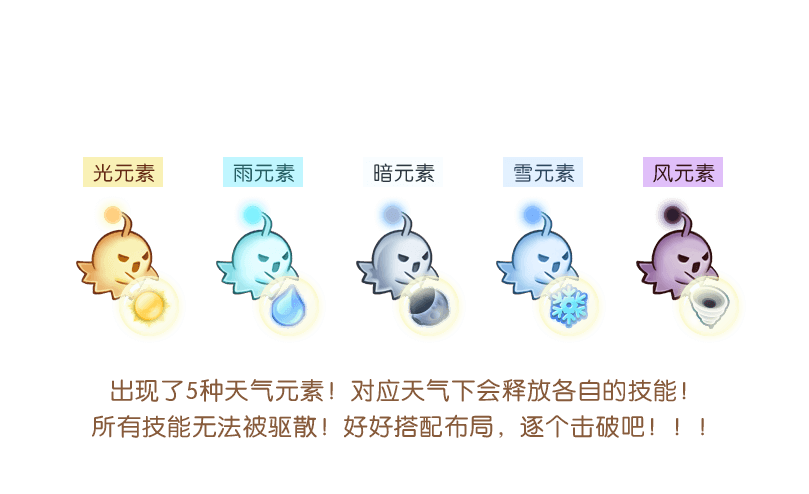 光元素 雨元素 暗元素 雪元素 风元素
出现了5种天气元素！对应天气下会释放各自的技能！
所有技能无法被驱散！好好搭配布局，逐个击破吧！！！